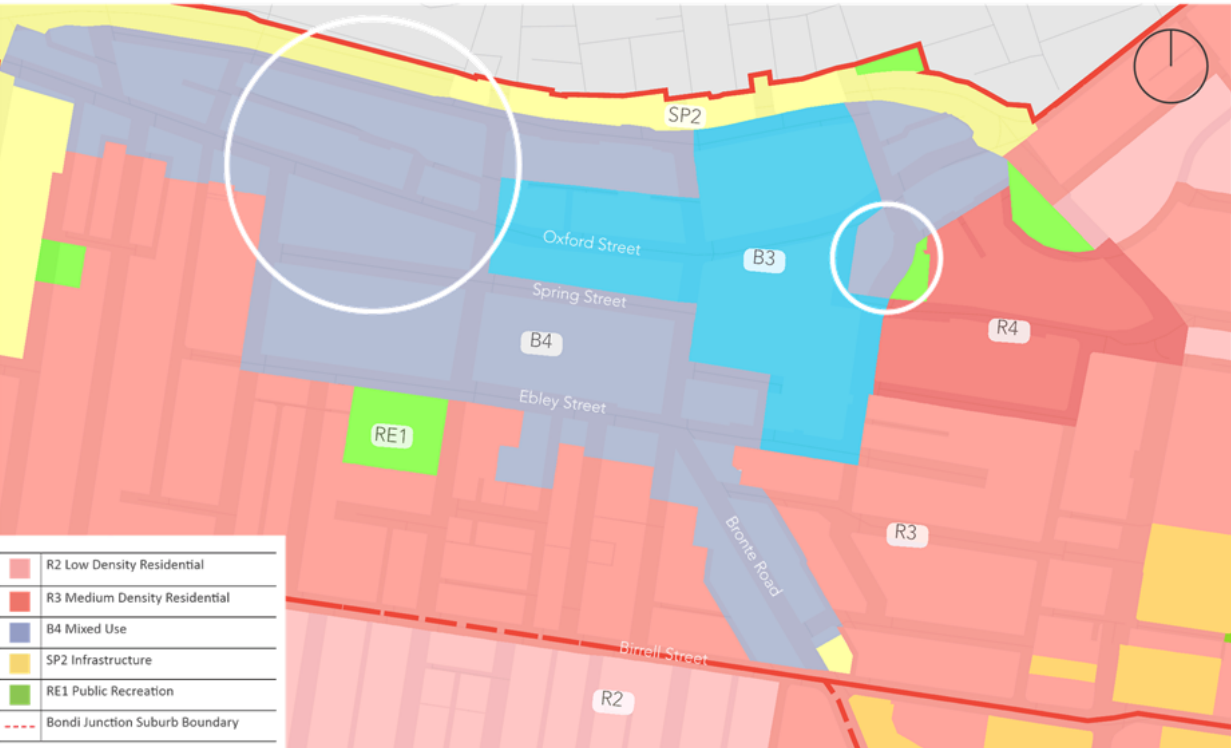 SP2
Oxford Street
B3
Spring Street
R4
B4
Ebley Street
RE1
Bronte Road
R3
Birrell Street
R2
R2 Low Density Residential
R3 Medium Density Residential
B4 Mixed Use
SP2 Infrastructure
RE1 Public Recreation
Bondi Junction Suburb Boundary